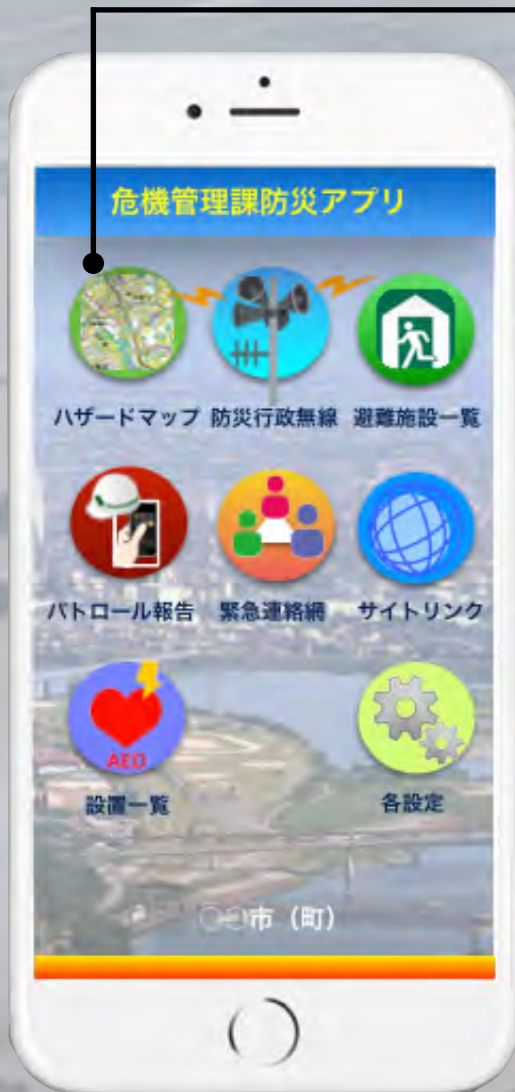 危機管理課防災アプリ
ハザードマップ 防災行政無線 避難施設一覧
パトロール報告 緊急連絡網 サイトリンク
AED
設置一覧 各設定
○○市（町）